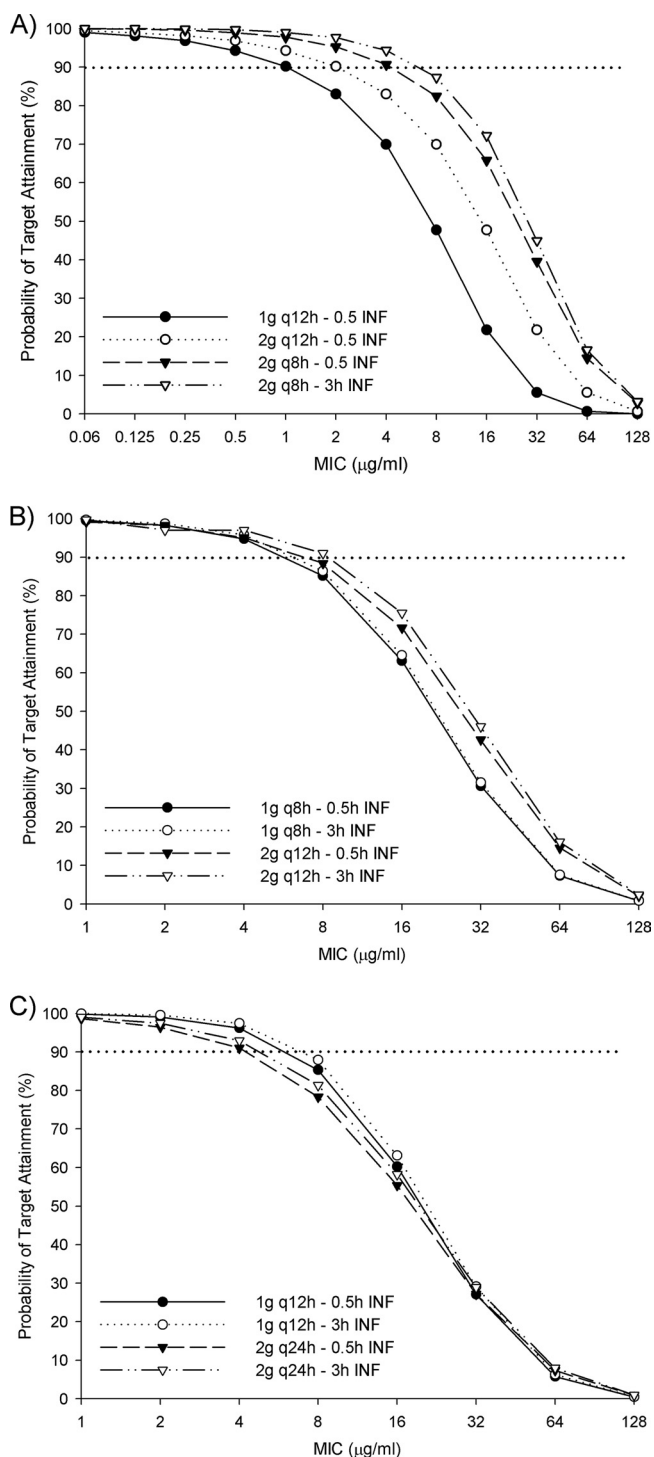 A)
Probability of Target Attainment (%)
100
90
80
70
60
50
40
30
20
10
0
1g q12h - 0.5 INF
2g q12h - 0.5 INF
2g q8h - 0.5 INF
2g q8h - 3h INF
0.06 0.125 0.25 0.5 1 2 4 8 16 32 64 128
MIC (µg/ml)
B)
Probability of Target Attainment (%)
100
90
80
70
60
50
40
30
20
10
0
1g q8h - 0.5h INF
1g q8h - 3h INF
2g q12h - 0.5h INF
2g q12h - 3h INF
1 2 4 8 16 32 64 128
MIC (µg/ml)
C)
Probability of Target Attainment (%)
100
90
80
70
60
50
40
30
20
10
0
1g q12h - 0.5h INF
1g q12h - 3h INF
2g q24h - 0.5h INF
2g q24h - 3h INF
1 2 4 8 16 32 64 128
MIC (µg/ml)